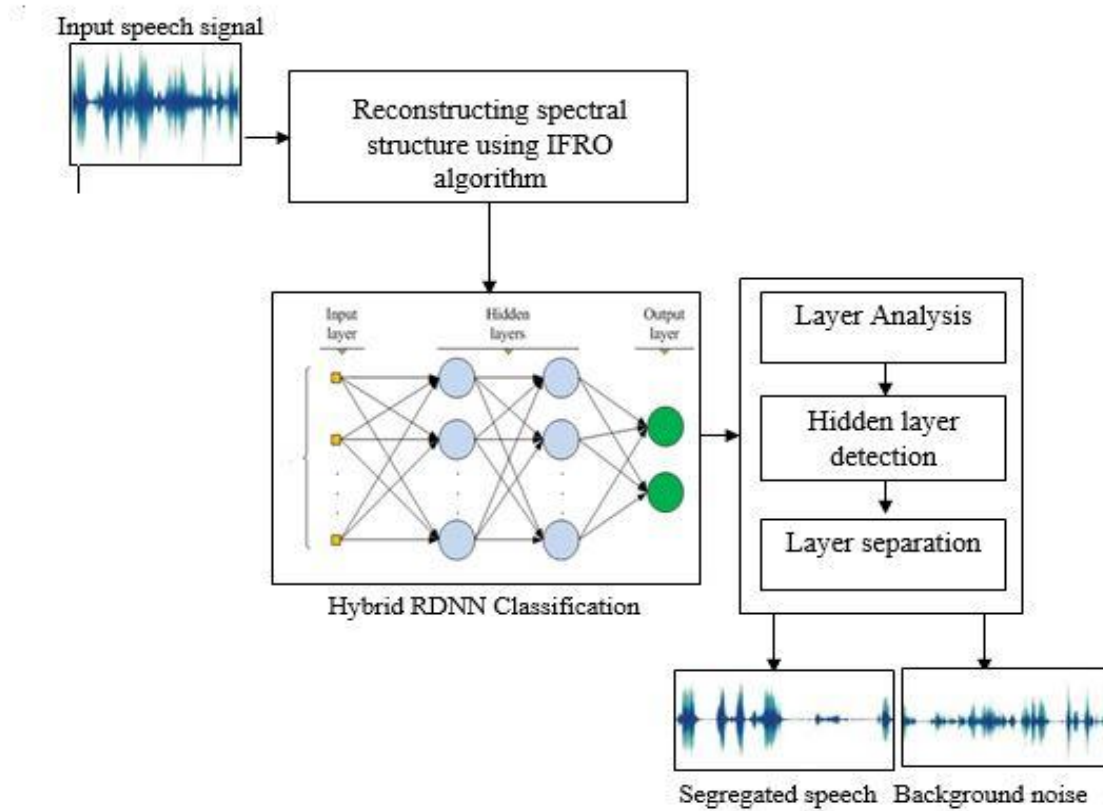 Input speech signal
Reconstructing spectral
structure using IFRO
algorithm
Input
layer
Hidden
layers
Output
layer
Hybrid RDNN Classification
Layer Analysis
Hidden layer
detection
Layer separation
Segregated speech
Background noise